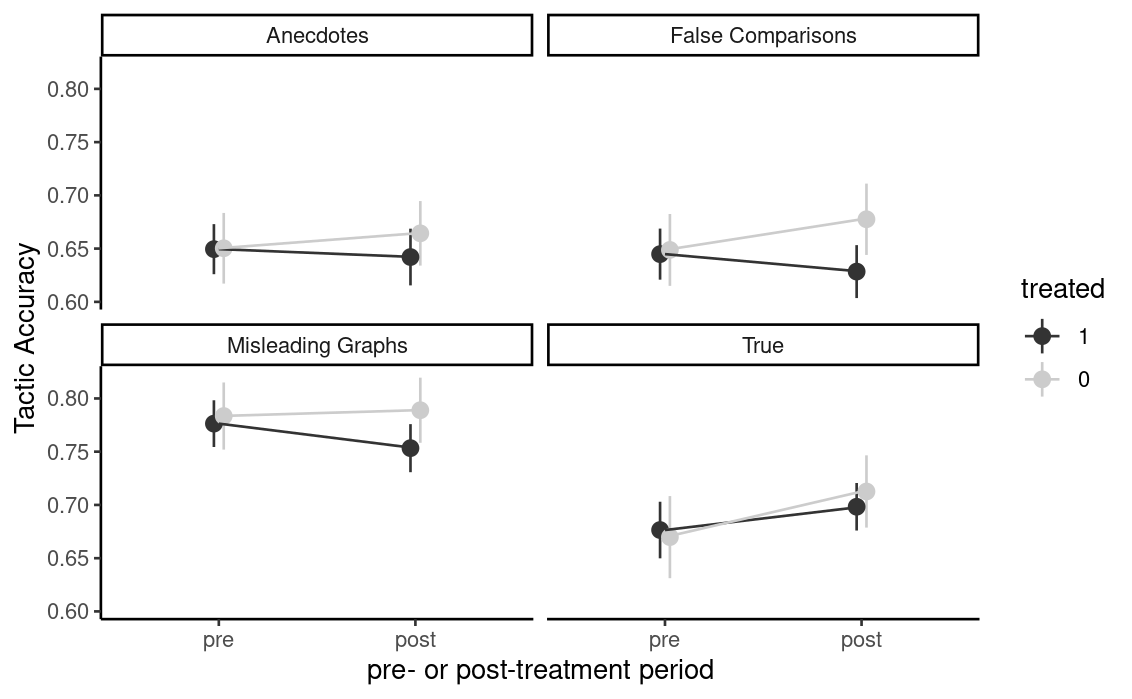 Anecdotes
False Comparisons
0.80
0.75
0.70
0.65
0.60
Misleading Graphs
True
0.80
0.75
0.70
0.65
0.60
Tactic Accuracy
pre
post
pre
post
pre- or post-treatment period
treated
1
0